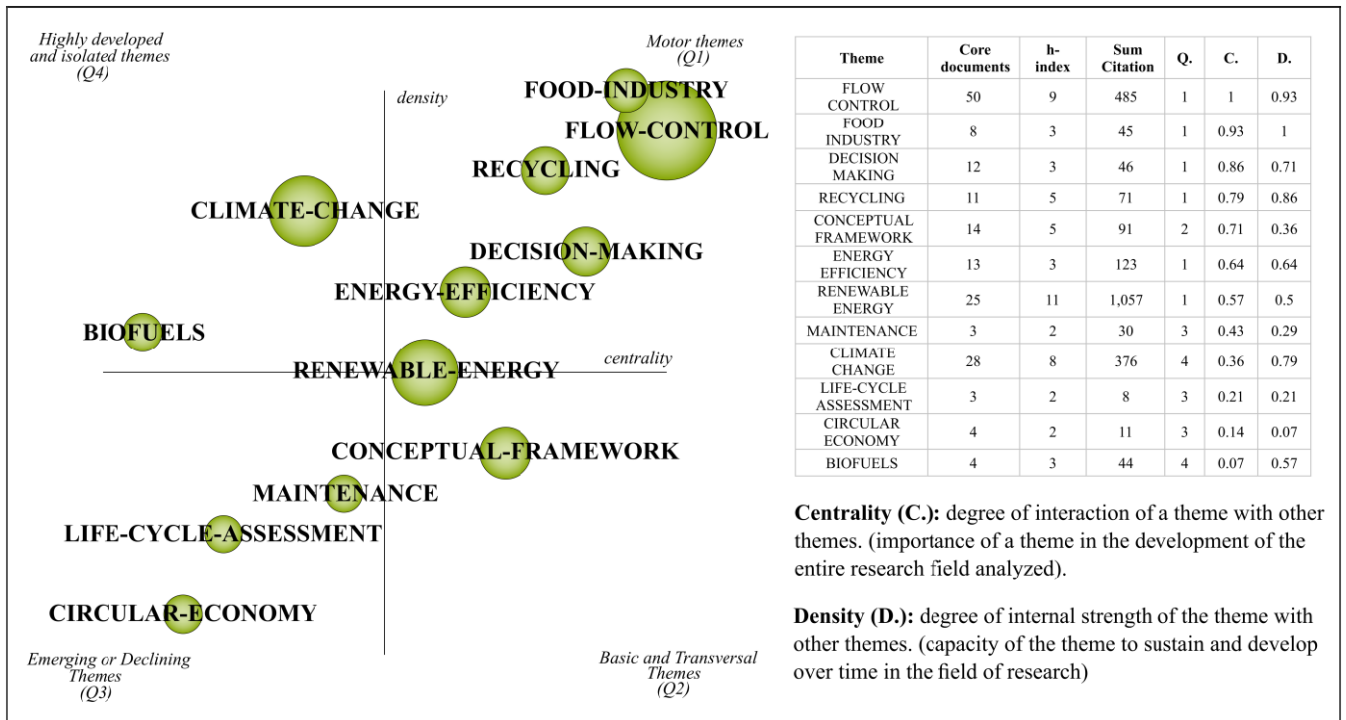 Highly developed
and isolated themes
(Q4)
Motor themes
(Q1)
density
FOOD-INDUSTRY
FLOW-CONTROL
RECYCLING
CLIMATE-CHANGE
DECISION-MAKING
ENERGY-EFFICIENCY
BIOFUELS
centrality
RENEWABLE-ENERGY
CONCEPTUAL-FRAMEWORK
MAINTENANCE
LIFE-CYCLE-ASSESSMENT
CIRCULAR-ECONOMY
Emerging or Declining
Themes
(Q3)
Basic and Transversal
Themes
(Q2)
Theme Core documents h-index Sum Citation Q. C. D.
FLOW CONTROL 50 9 485 1 1 0.93
FOOD INDUSTRY 8 3 45 1 0.93 1
DECISION MAKING 12 3 46 1 0.86 0.71
RECYCLING 11 5 71 1 0.79 0.86
CONCEPTUAL FRAMEWORK 14 5 91 2 0.71 0.36
ENERGY EFFICIENCY 13 3 123 1 0.64 0.64
RENEWABLE ENERGY 25 11 1,057 1 0.57 0.5
MAINTENANCE 3 2 30 3 0.43 0.29
CLIMATE CHANGE 28 8 376 4 0.36 0.79
LIFE-CYCLE ASSESSMENT 3 2 8 3 0.21 0.21
CIRCULAR ECONOMY 4 2 11 3 0.14 0.07
BIOFUELS 4 3 44 4 0.07 0.57
Centrality (C.): degree of interaction of a theme with other
themes. (importance of a theme in the development of the
entire research field analyzed).
Density (D.): degree of internal strength of the theme with
other themes. (capacity of the theme to sustain and develop
over time in the field of research)